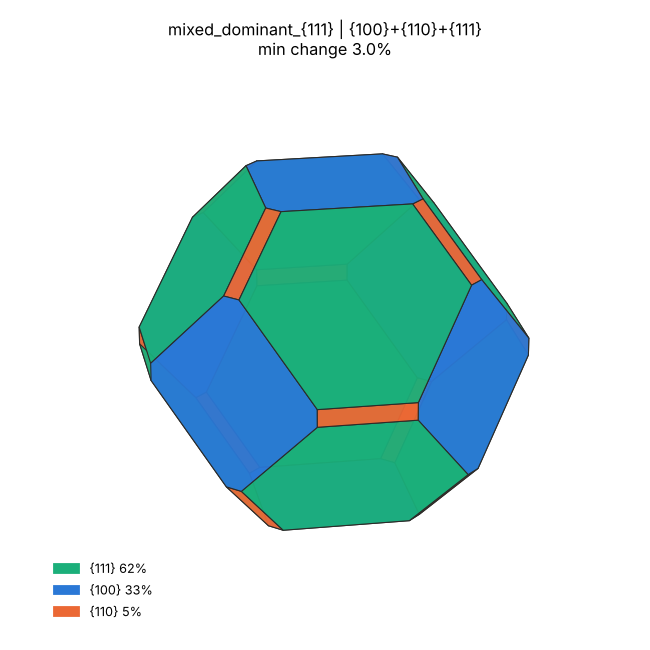 mixed_dominant_{111} | {100}+{110}+{111}
min change 3.0%
{111} 62%
{100} 33%
{110} 5%